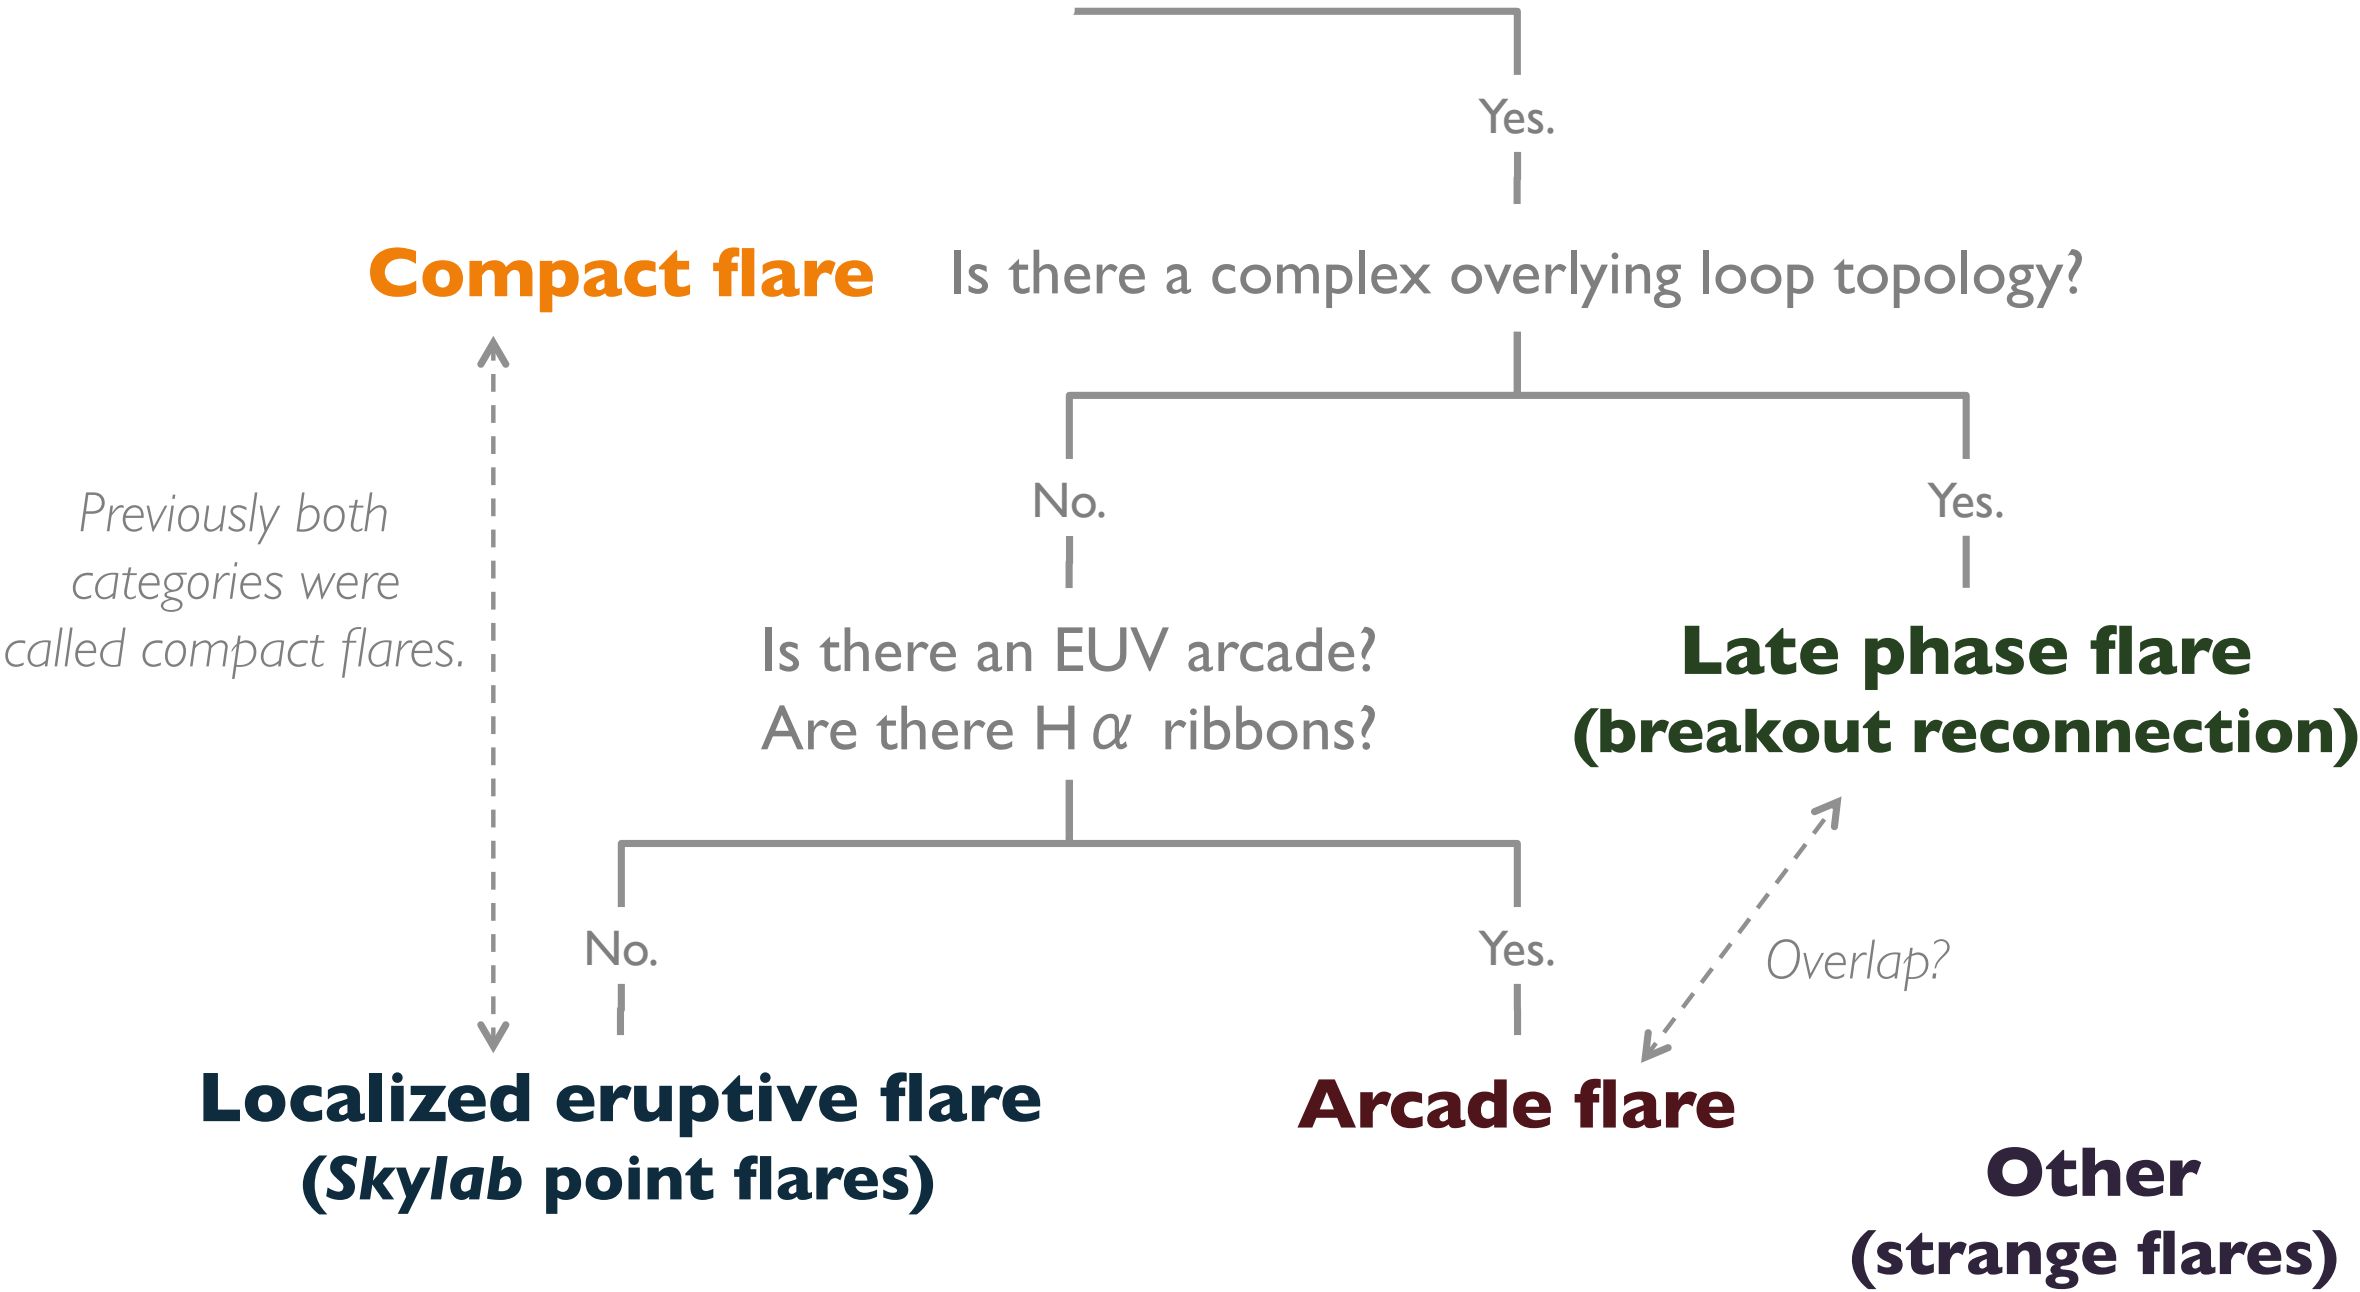 Yes.
Compact flare
Is there a complex overlying loop topology?
No.
Yes.
Previously both
categories were
called compact flares.
Is there an EUV arcade?
Are there H α ribbons?
Late phase flare
(breakout reconnection)
No.
Yes.
Overlap?
Localized eruptive flare
(Skylab point flares)
Arcade flare
Other
(strange flares)